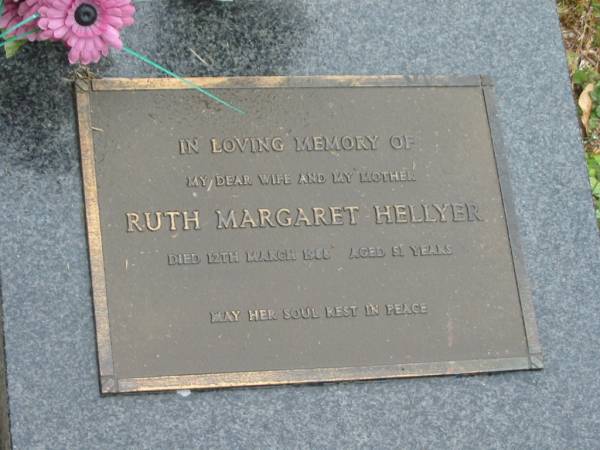 IN LOVING MEMORY OF
MY DEAR WIFE AND MY MOTHER
RUTH MARGARET HELLYER
DIED 12TH MARCH AGED 51 YEARS
MAY HER SOUL REST IN PEACE